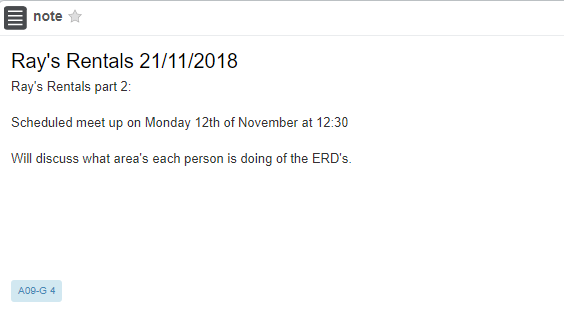 note
Ray's Rentals 21/11/2018
Ray's Rentals part 2:
Scheduled meet up on Monday 12th of November at 12:30
Will discuss what area's each person is doing of the ERD's.
A09-G 4